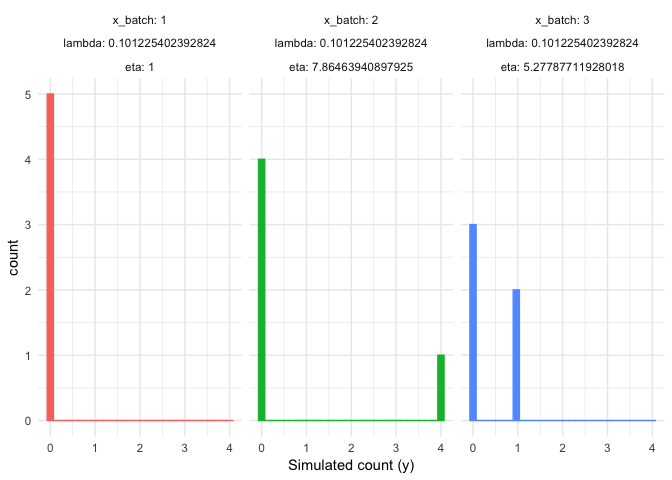 x_batch: 1
lambda: 0.101225402392824
eta: 1
x_batch: 2
lambda: 0.101225402392824
eta: 7.86463940897925
x_batch: 3
lambda: 0.101225402392824
eta: 5.27787711928018
count
5
4
3
2
1
0
0 1 2 3 4
0 1 2 3 4
0 1 2 3 4
Simulated count (y)